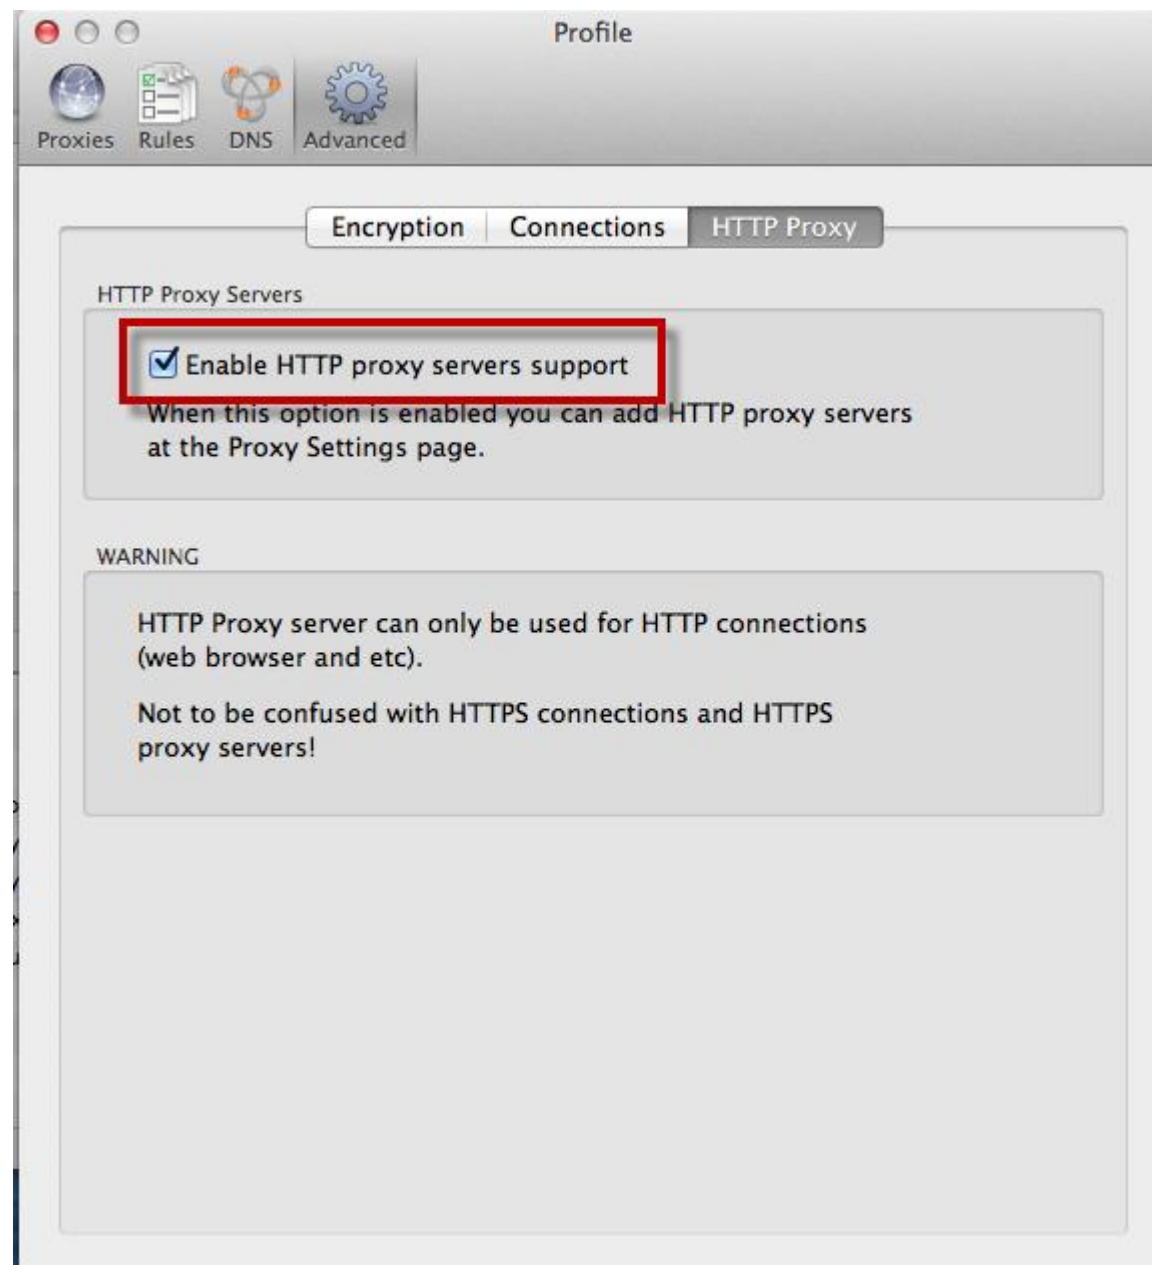 Profile
Proxies Rules DNS Advanced
Encryption Connections HTTP Proxy
HTTP Proxy Servers
Enable HTTP proxy servers support
When this option is enabled you can add HTTP proxy servers
at the Proxy Settings page.
WARNING
HTTP Proxy server can only be used for HTTP connections
(web browser and etc).
Not to be confused with HTTPS connections and HTTPS
proxy servers!